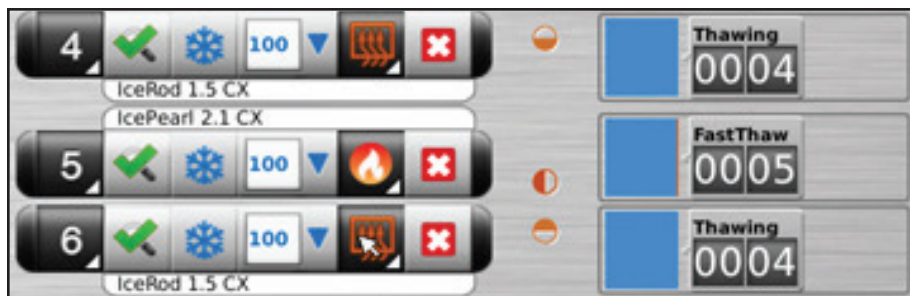 4 100 Thawing
0004
IceRod 1.5 CX
IcePearl 2.1 CX
5 100 FastThaw
0005
6 100 Thawing
0004
IceRod 1.5 CX